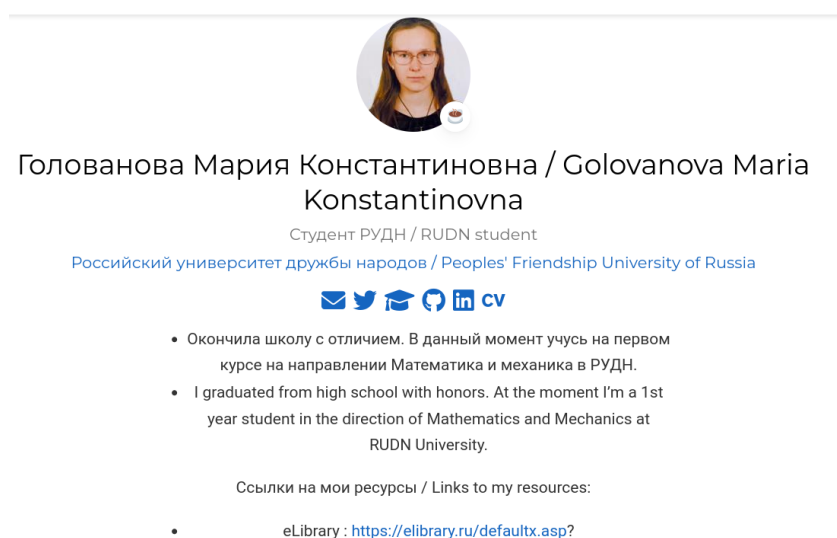 Голованова Мария Константиновна / Golovanova Maria
Konstantinovna
Студент РУДН / RUDN student
Российский университет дружбы народов / Peoples' Friendship University of Russia
CV
Окончила школу с отличием. В данный момент учусь на первом
курсе на направлении Математика и механика в РУДН.
I graduated from high school with honors. At the moment I’m a 1st
year student in the direction of Mathematics and Mechanics at
RUDN University.
Ссылки на мои ресурсы / Links to my resources:
eLibrary : https://elibrary.ru/defaultx.asp?